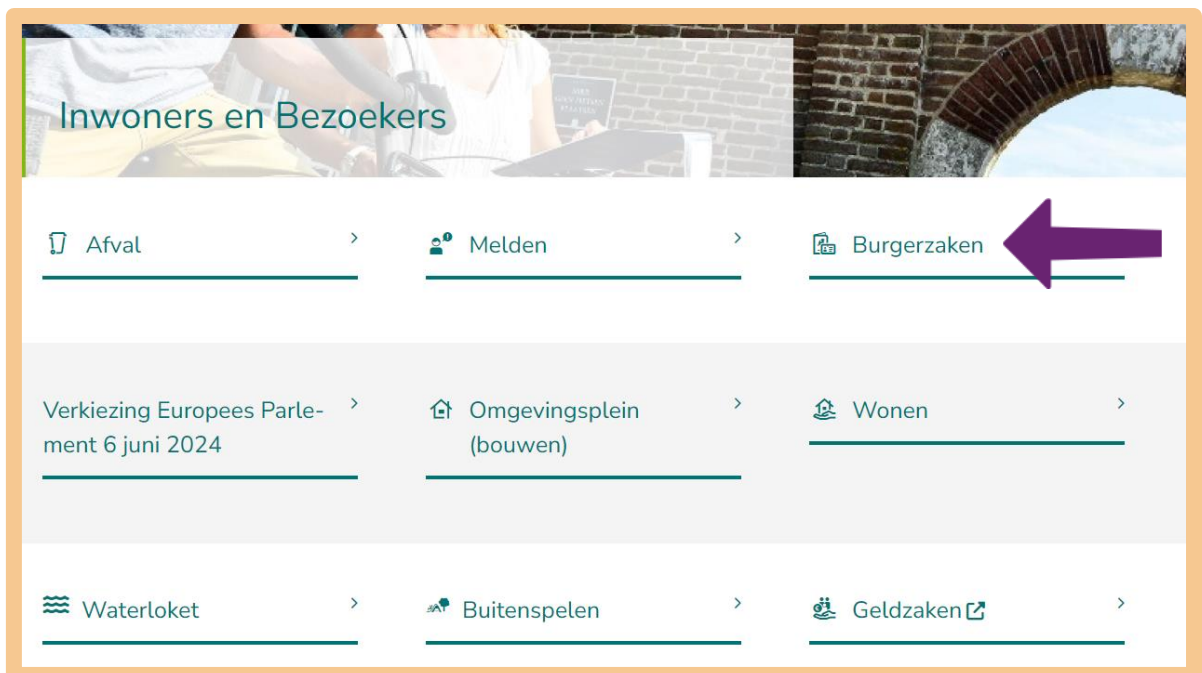 Inwoners en Bezoekers
Afval
Melden
Burgerzaken
Verkiezing Europees Parle-
ment 6 juni 2024
Omgevingsplein
(bouwen)
Wonen
Waterloket
Buitenspelen
Geldzaken